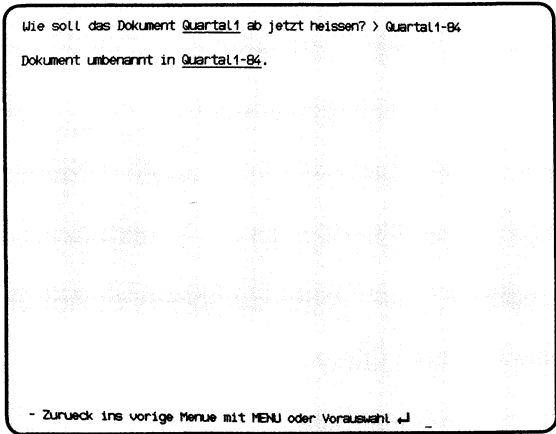 Wie soll das Dokument Quartal1 ab jetzt heissen? > Quartal1-84
Dokument umbenannt in Quartal1-84.
- Zurueck ins vorige Menue mit MENU oder Vorauswahl ↵ _